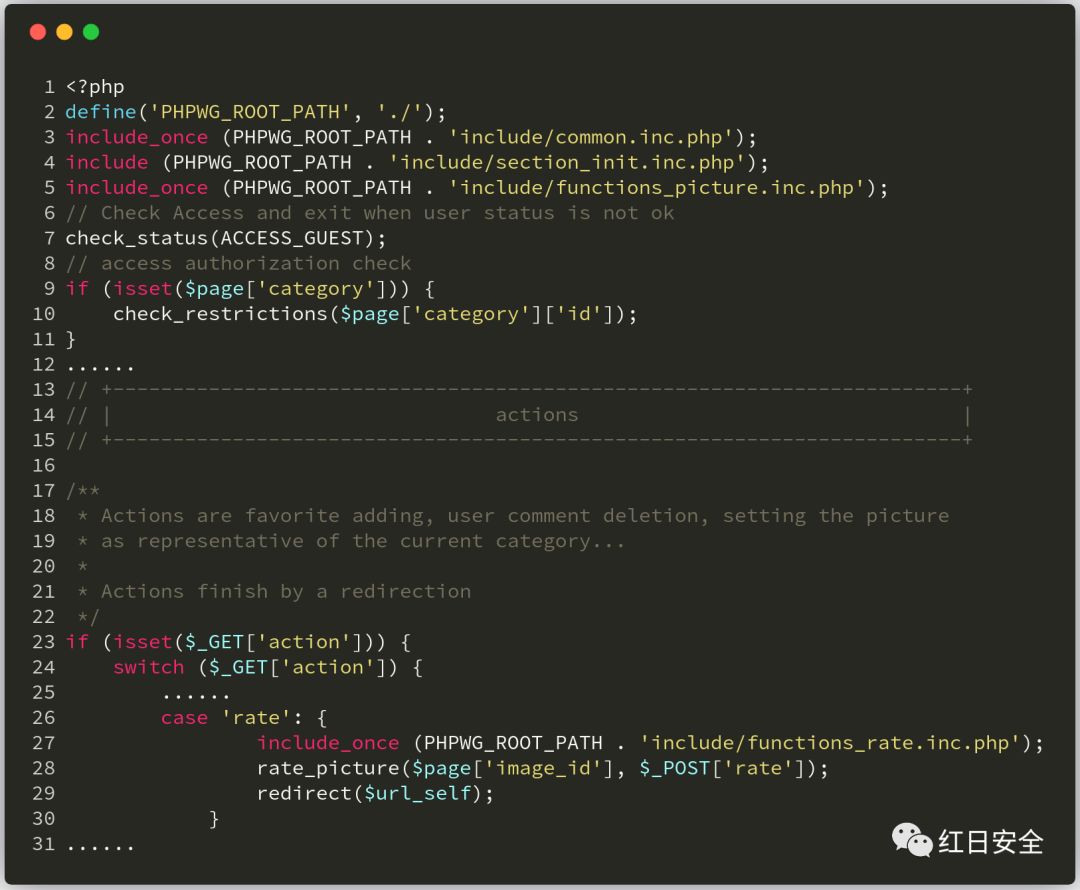 1 <?php
2 define('PHPWG_ROOT_PATH', './');
3 include_once (PHPWG_ROOT_PATH . 'include/common.inc.php');
4 include (PHPWG_ROOT_PATH . 'include/section_init.inc.php');
5 include_once (PHPWG_ROOT_PATH . 'include/functions_picture.inc.php');
6 // Check Access and exit when user status is not ok
7 check_status(ACCESS_GUEST);
8 // access authorization check
9 if (isset($page['category'])) {
10     check_restrictions($page['category']['id']);
11 }
12 ......
13 // +-----------------------------------------------------------------------+
14 // |                                actions                                |
15 // +-----------------------------------------------------------------------+
16
17 /**
18  * Actions are favorite adding, user comment deletion, setting the picture
19  * as representative of the current category...
20  *
21  * Actions finish by a redirection
22  */
23 if (isset($_GET['action'])) {
24     switch ($_GET['action']) {
25         ......
26         case 'rate': {
27                 include_once (PHPWG_ROOT_PATH . 'include/functions_rate.inc.php');
28                 rate_picture($page['image_id'], $_POST['rate']);
29                 redirect($url_self);
30             }
31 ......
红日安全